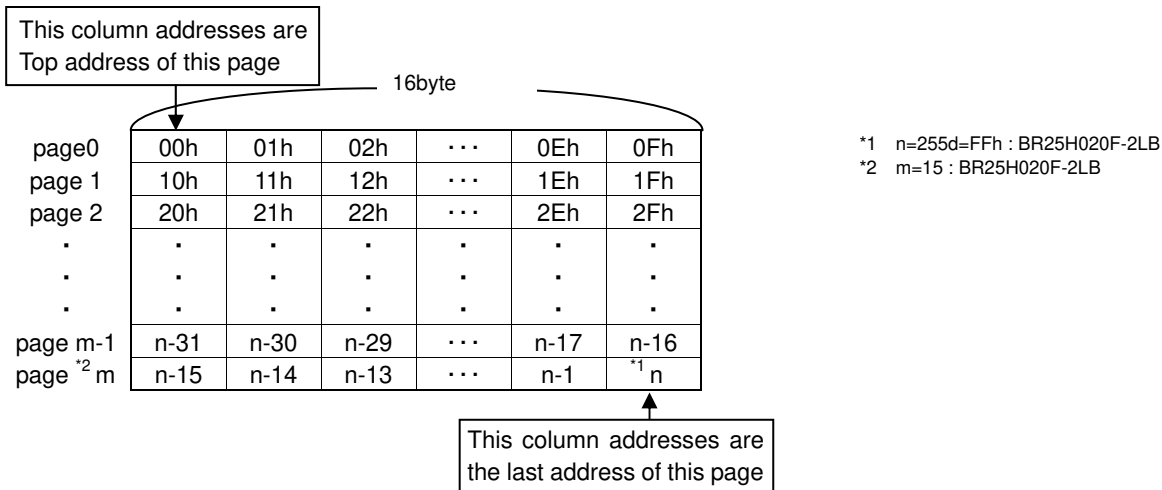 This column addresses are
Top address of this page
16byte
page0 00h 01h 02h ··· 0Eh 0Fh
page 1 10h 11h 12h ··· 1Eh 1Fh
page 2 20h 21h 22h ··· 2Eh 2Fh
· · · · · · ·
· · · · · · ·
· · · · · · ·
page m-1 n-31 n-30 n-29 ··· n-17 n-16
page *2 m n-15 n-14 n-13 ··· n-1 *1 n
This column addresses are
the last address of this page
*1 n=255d=FFh : BR25H020F-2LB
*2 m=15 : BR25H020F-2LB